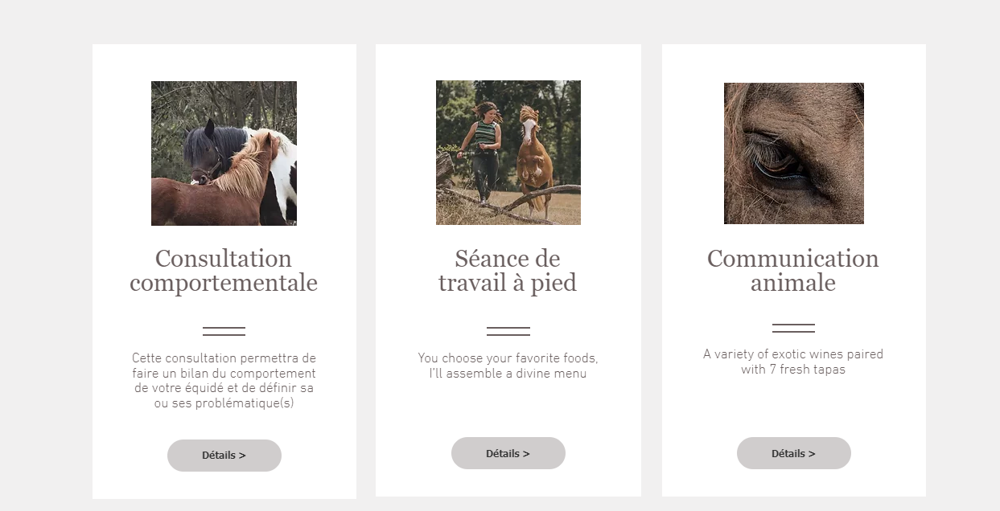 Consultation
comportementale
Cette consultation permettra de
faire un bilan du comportement
de votre équidé et de définir sa
ou ses problématique(s)
Détails >
Séance de
travail à pied
You choose your favorite foods,
I'll assemble a divine menu
Détails >
Communication
animale
A variety of exotic wines paired
with 7 fresh tapas
Détails >